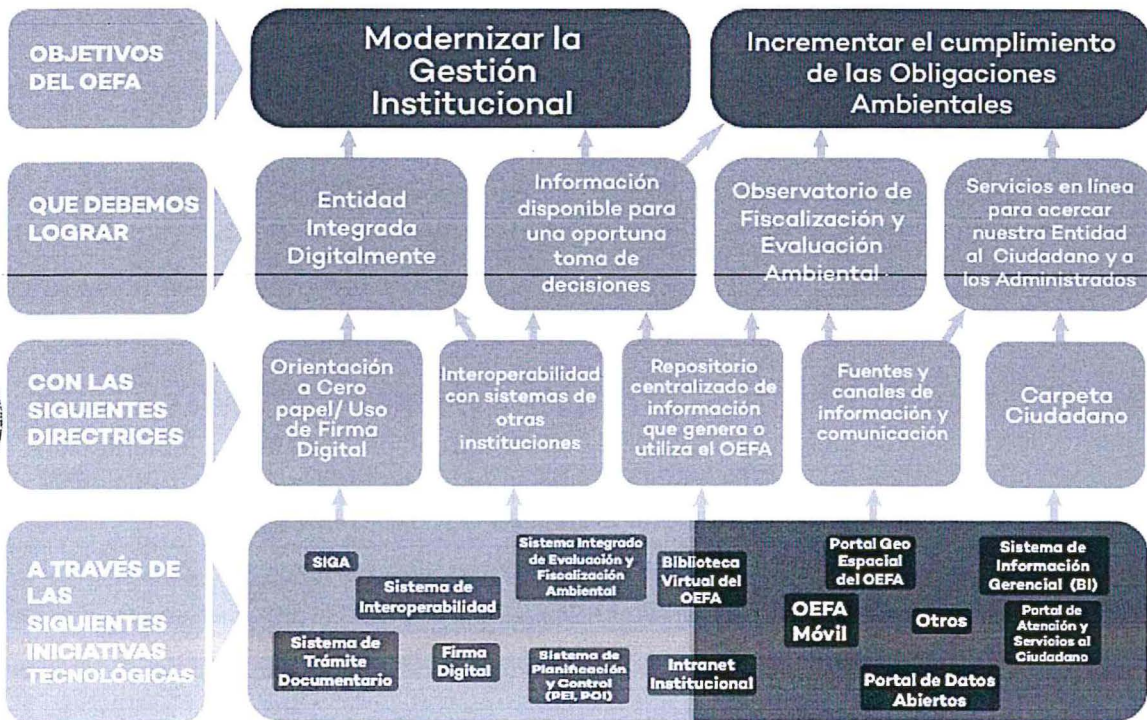 OBJETIVOS
DEL OEFA
Modernizar la
Gestión
Institucional
Incrementar el cumplimiento
de las Obligaciones
Ambientales
QUE DEBEMOS
LOGRAR
Entidad
Integrada
Digitalmente
Información
disponible para
una oportuna
toma de
decisiones
Observatorio de
Fiscalización y
Evaluación
Ambiental
Servicios en línea
para acercar
nuestra Entidad
al Ciudadano y a
los Administrados
CON LAS
SIGUIENTES
DIRECTRICES
Orientación
a Cero
papel/ Uso
de Firma
Digital
Interoperabilidad
con sistemas de
otras
instituciones
Repositorio
centralizado de
información
que genera o
utiliza el OEFA
Fuentes y
canales de
información y
comunicación
Carpeta
Ciudadano
A TRAVÉS DE
LAS
SIGUIENTES
INICIATIVAS
TECNOLÓGICAS
SIGA
Sistema de
Interoperabilidad
Sistema Integrado
de Evaluación y
Fiscalización
Ambiental
Biblioteca
Virtual del
OEFA
Portal Geo
Espacial
del OEFA
Sistema de
Información
Gerencial (BI)
OEFA
Móvil
Otros
Portal de
Atención y
Servicios al
Ciudadano
Sistema de
Trámite
Documentario
Firma
Digital
Sistema de
Planificación
y Control
(PEI, POI)
Intranet
Institucional
Portal de Datos
Abiertos